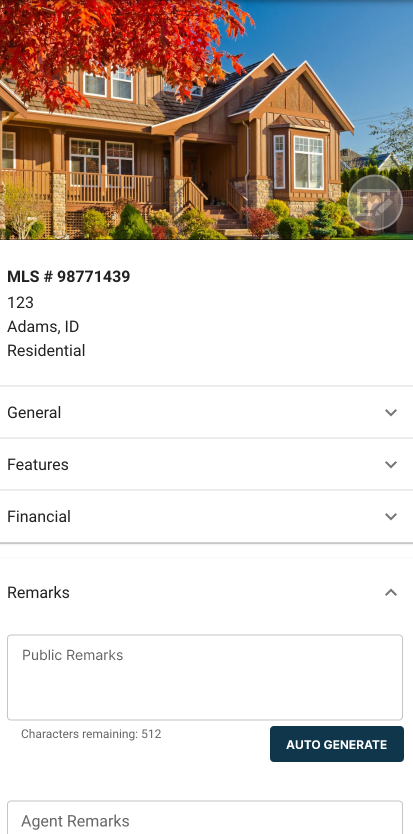 MLS # 98771439
123
Adams, ID
Residential
General
Features
Financial
Remarks
Public Remarks
Characters remaining: 512
AUTO GENERATE
Agent Remarks